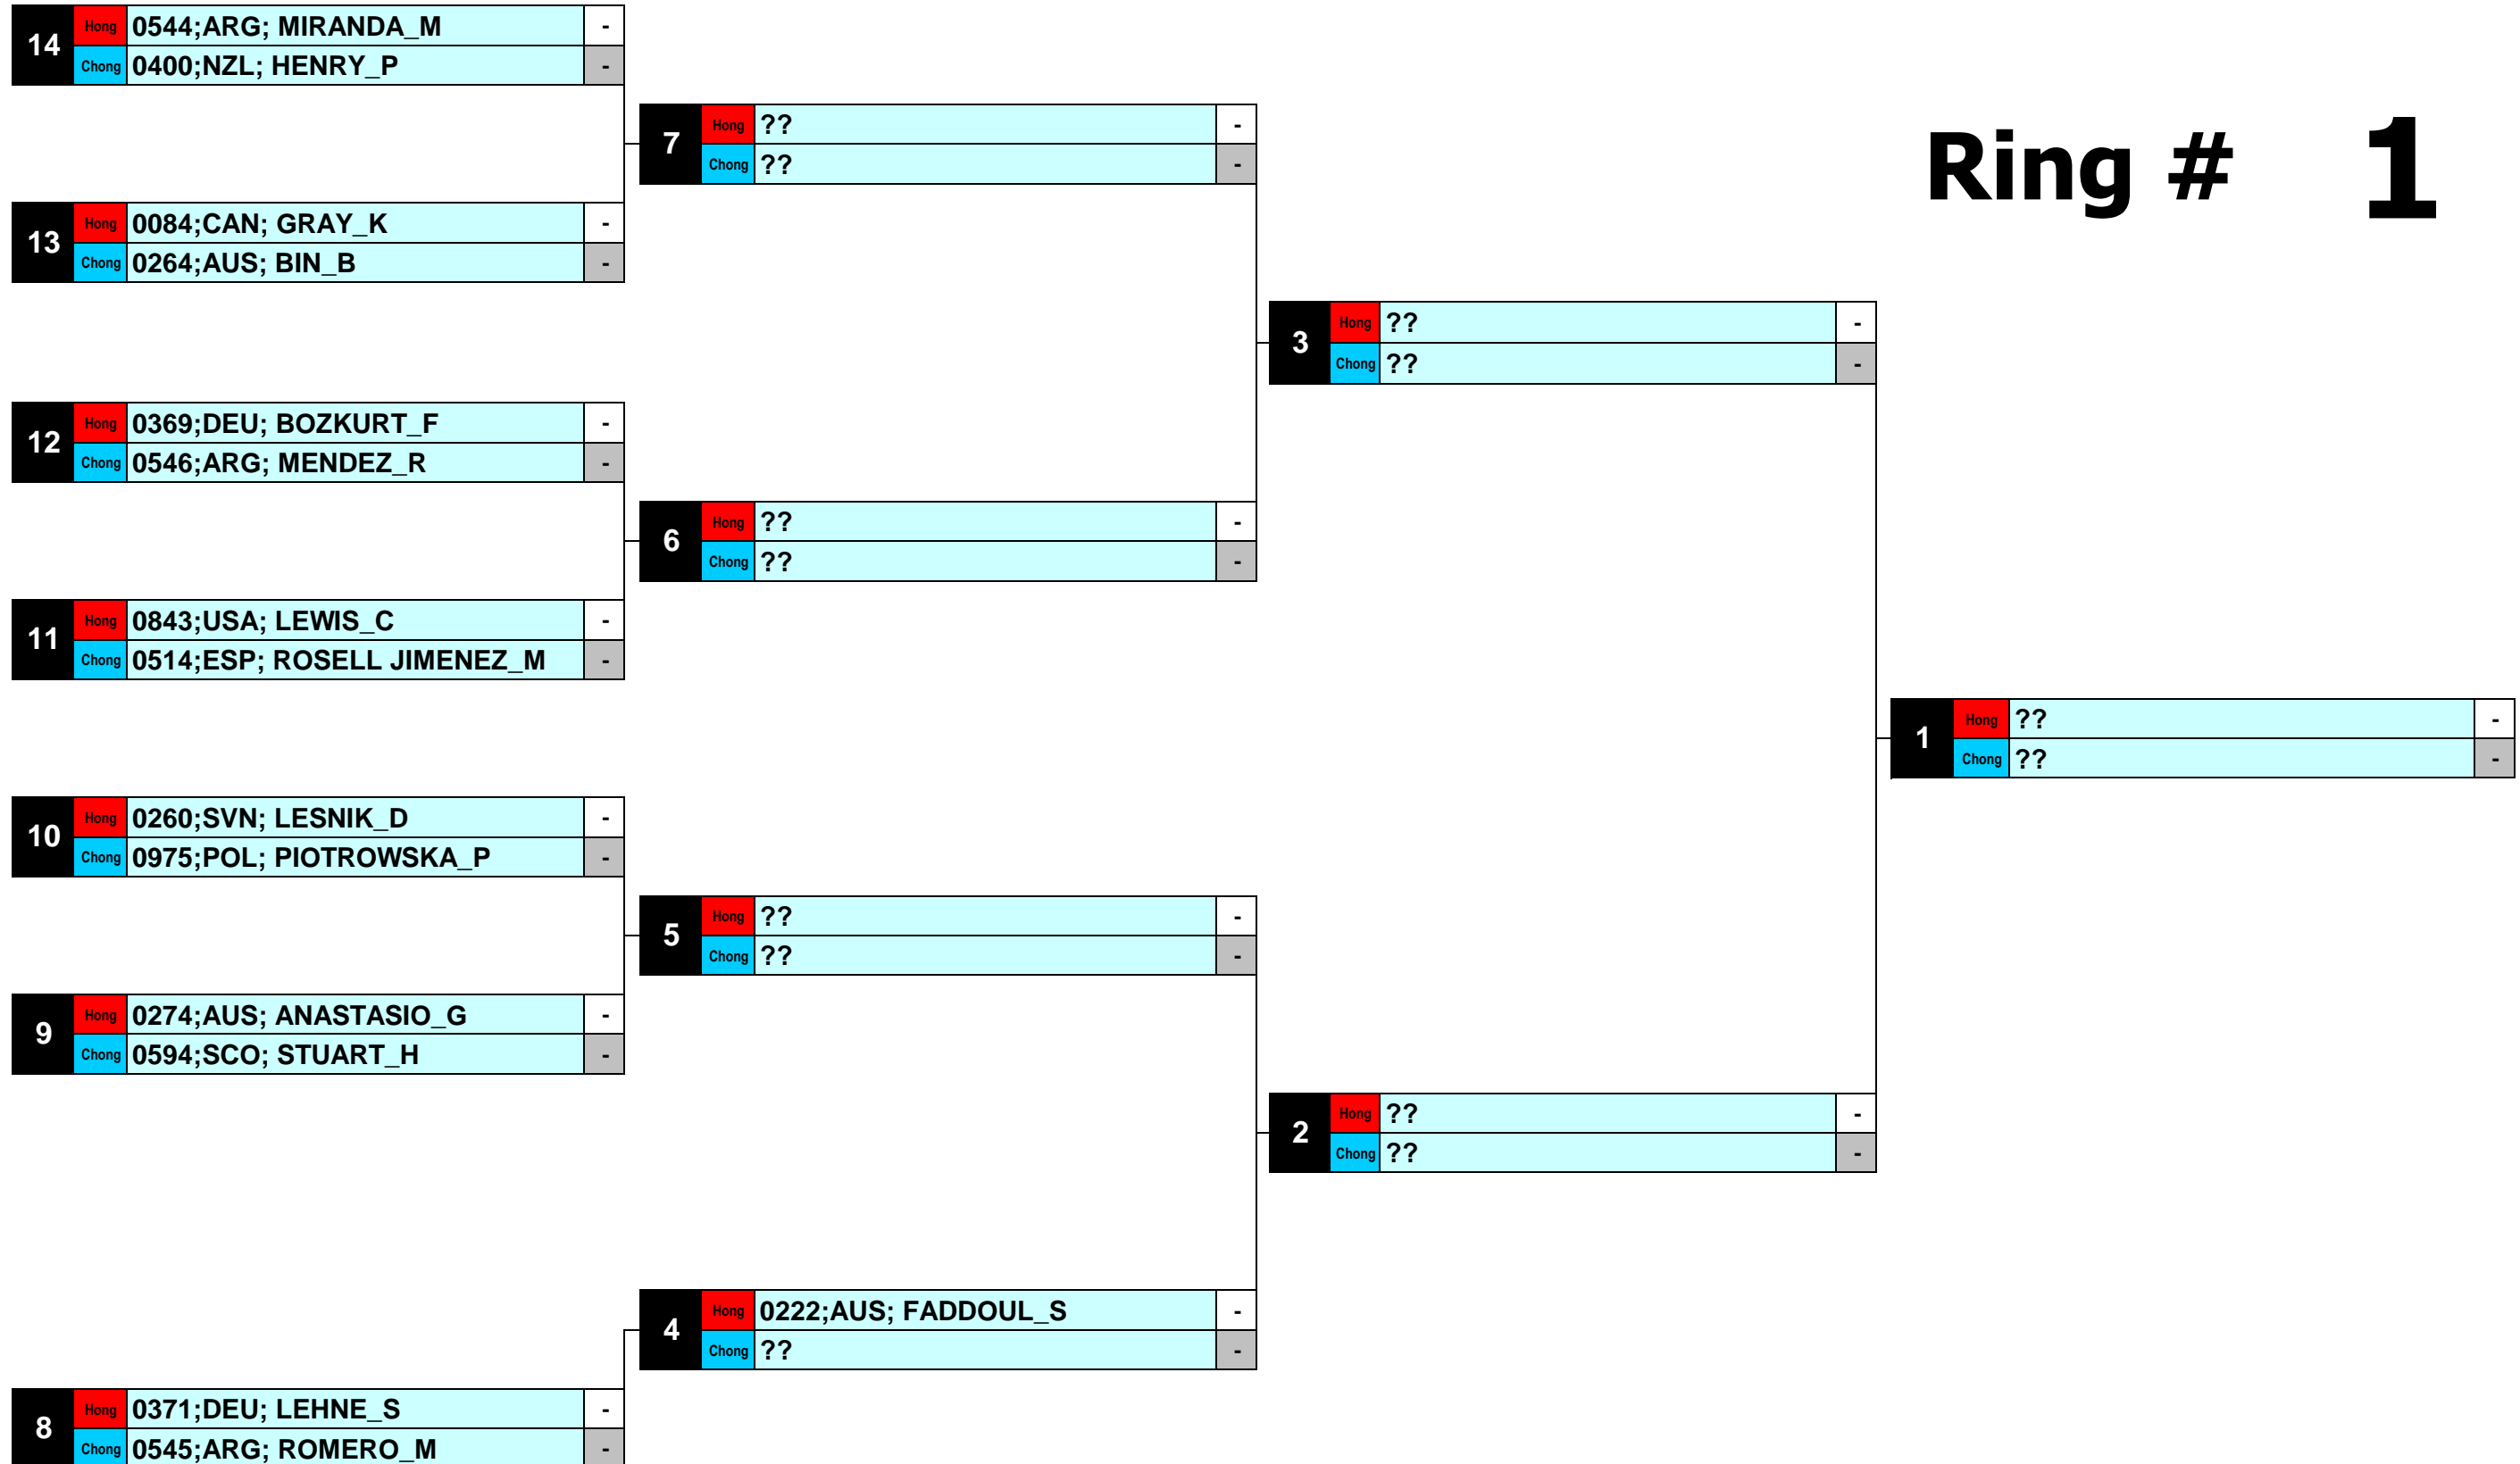 14 Hong 0544;ARG; MIRANDA_M -
Chong 0400;NZL; HENRY_P -
7 Hong ?? -
Chong ?? -
Ring # 1
13 Hong 0084;CAN; GRAY_K -
Chong 0264;AUS; BIN_B -
3 Hong ?? -
Chong ?? -
12 Hong 0369;DEU; BOZKURT_F -
Chong 0546;ARG; MENDEZ_R -
6 Hong ?? -
Chong ?? -
11 Hong 0843;USA; LEWIS_C -
Chong 0514;ESP; ROSELL JIMENEZ_M -
1 Hong ?? -
Chong ?? -
10 Hong 0260;SVN; LESNIK_D -
Chong 0975;POL; PIOTROWSKA_P -
5 Hong ?? -
Chong ?? -
9 Hong 0274;AUS; ANASTASIO_G -
Chong 0594;SCO; STUART_H -
2 Hong ?? -
Chong ?? -
4 Hong 0222;AUS; FADDOUL_S -
Chong ?? -
8 Hong 0371;DEU; LEHNE_S -
Chong 0545;ARG; ROMERO_M -